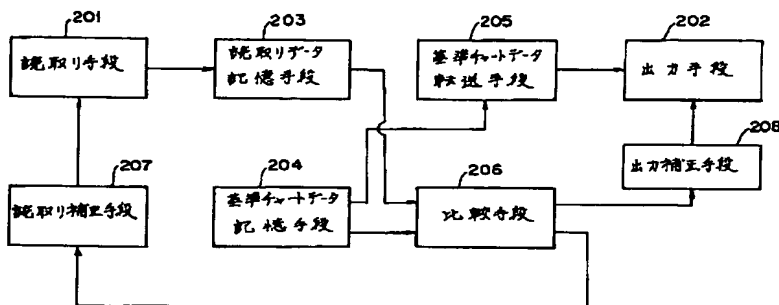 201
読取り手段
203
読取りデータ
記憶手段
205
基準チャートデータ
転送手段
202
出力手段
207
読取り補正手段
204
基準チャートデータ
記憶手段
206
比較手段
208
出力補正手段